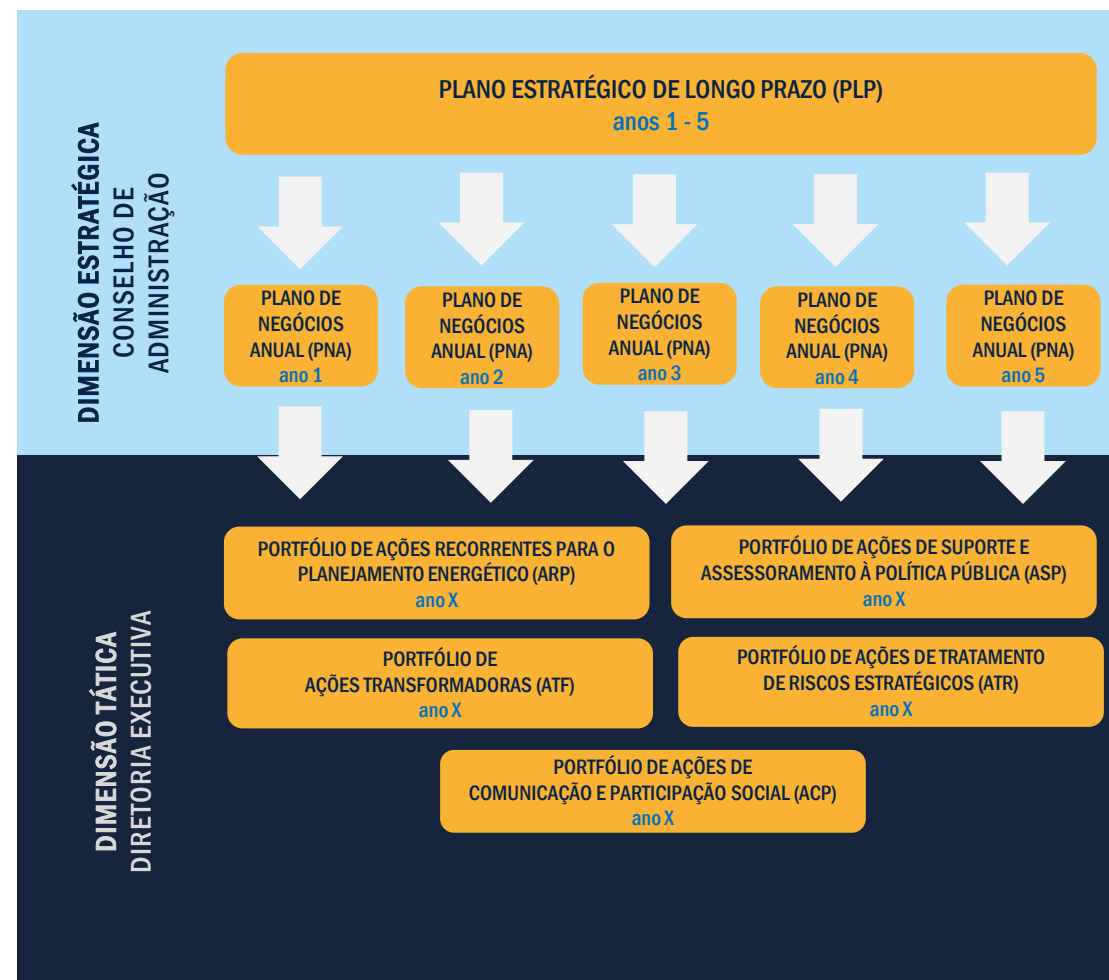 PLANO ESTRATÉGICO DE LONGO PRAZO (PLP)
anos 1 - 5
DIMENSÃO ESTRATÉGICA
CONSELHO DE
ADMINISTRAÇÃO
PLANO DE
NEGÓCIOS
ANUAL (PNA)
ano 1
PLANO DE
NEGÓCIOS
ANUAL (PNA)
ano 2
PLANO DE
NEGÓCIOS
ANUAL (PNA)
ano 3
PLANO DE
NEGÓCIOS
ANUAL (PNA)
ano 4
PLANO DE
NEGÓCIOS
ANUAL (PNA)
ano 5
DIMENSÃO TÁTICA
DIRETORIA EXECUTIVA
PORTFÓLIO DE AÇÕES RECORRENTES PARA O
PLANEJAMENTO ENERGÉTICO (ARP)
ano X
PORTFÓLIO DE AÇÕES DE SUPORTE E
ASSESSORAMENTO À POLÍTICA PÚBLICA (ASP)
ano X
PORTFÓLIO DE
AÇÕES TRANSFORMADORAS (ATF)
ano X
PORTFÓLIO DE AÇÕES DE TRATAMENTO
DE RISCOS ESTRATÉGICOS (ATR)
ano X
PORTFÓLIO DE AÇÕES DE
COMUNICAÇÃO E PARTICIPAÇÃO SOCIAL (ACP)
ano X